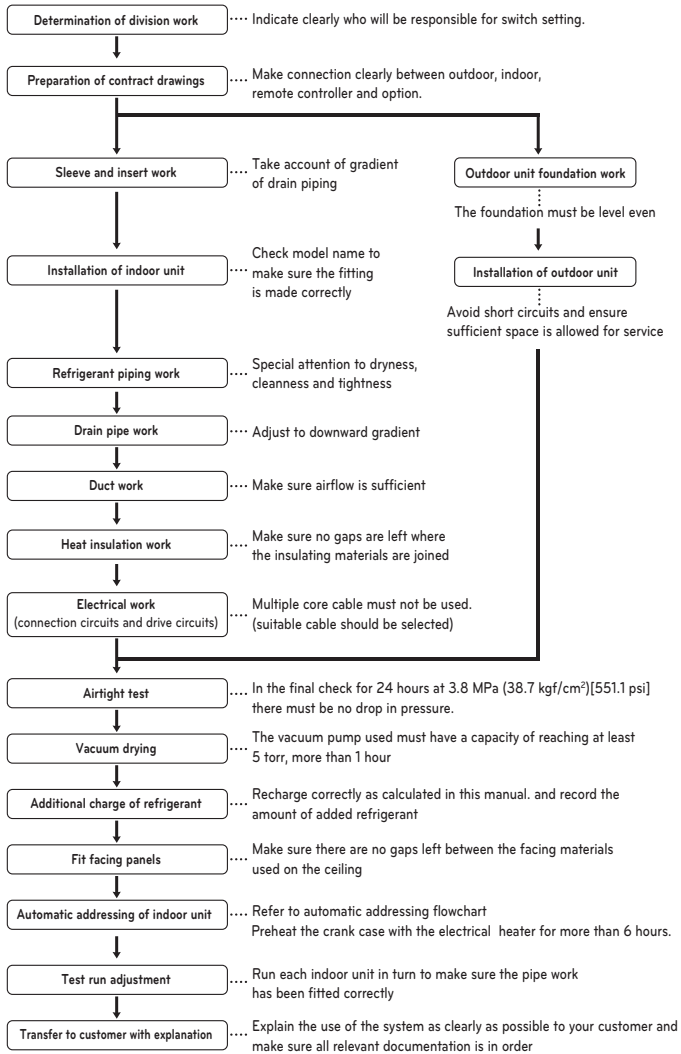 Determination of division work
Indicate clearly who will be responsible for switch setting.
Preparation of contract drawings
Make connection clearly between outdoor, indoor,
remote controller and option.
Sleeve and insert work
Take account of gradient
of drain piping
Outdoor unit foundation work
The foundation must be level even
Installation of indoor unit
Check model name to
make sure the fitting
is made correctly
Installation of outdoor unit
Avoid short circuits and ensure
sufficient space is allowed for service
Refrigerant piping work
Special attention to dryness,
cleanness and tightness
Drain pipe work
Adjust to downward gradient
Duct work
Make sure airflow is sufficient
Heat insulation work
Make sure no gaps are left where
the insulating materials are joined
Electrical work
(connection circuits and drive circuits)
Multiple core cable must not be used.
(suitable cable should be selected)
Airtight test
In the final check for 24 hours at 3.8 MPa (38.7 kgf/cm²)[551.1 psi]
there must be no drop in pressure.
Vacuum drying
The vacuum pump used must have a capacity of reaching at least
5 torr, more than 1 hour
Additional charge of refrigerant
Recharge correctly as calculated in this manual. and record the
amount of added refrigerant
Fit facing panels
Make sure there are no gaps left between the facing materials
used on the ceiling
Automatic addressing of indoor unit
Refer to automatic addressing flowchart
Preheat the crank case with the electrical heater for more than 6 hours.
Test run adjustment
Run each indoor unit in turn to make sure the pipe work
has been fitted correctly
Transfer to customer with explanation
Explain the use of the system as clearly as possible to your customer and
make sure all relevant documentation is in order